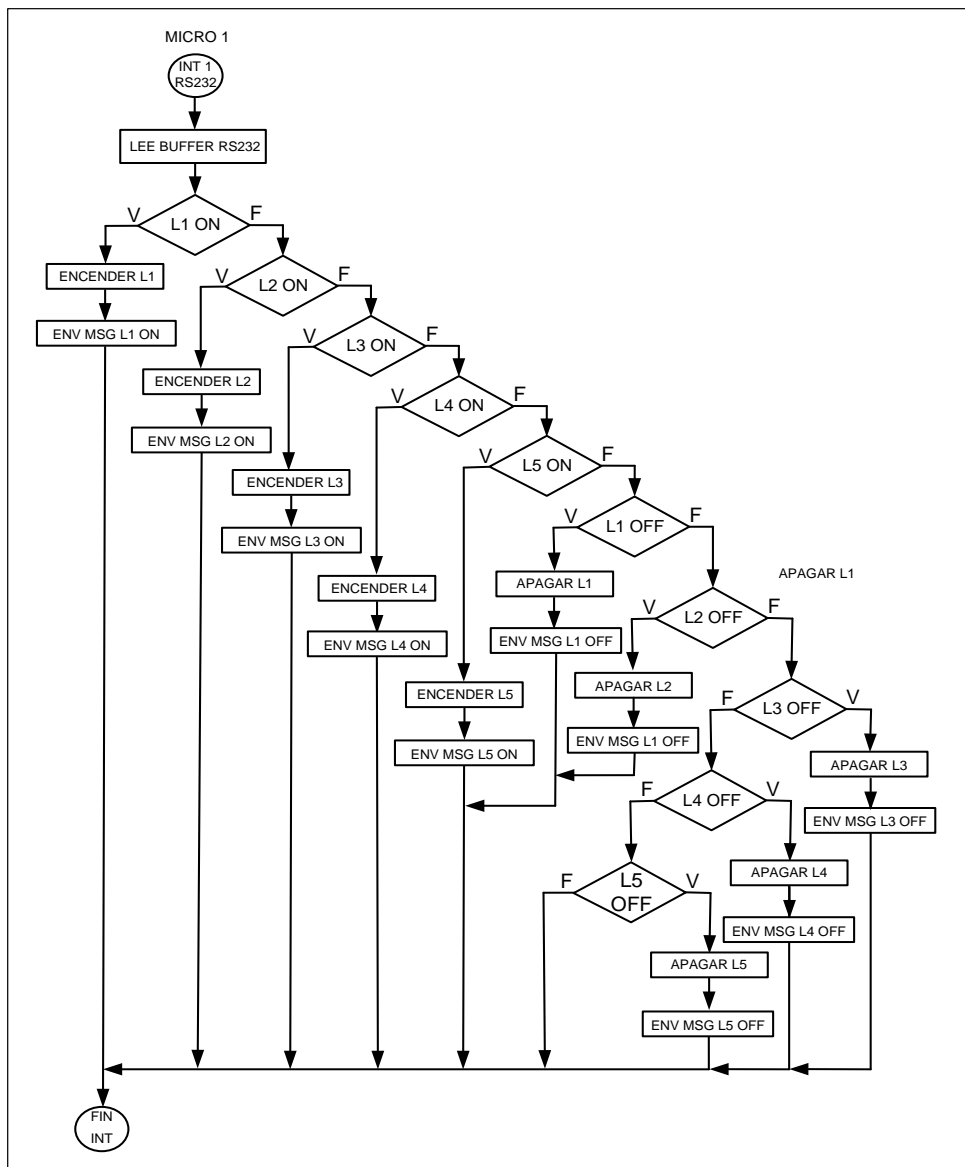 MICRO 1
INT 1
RS232
LEE BUFFER RS232
L1 ON
V
F
ENCENDER L1
ENV MSG L1 ON
L2 ON
V
F
ENCENDER L2
ENV MSG L2 ON
L3 ON
V
F
ENCENDER L3
ENV MSG L3 ON
L4 ON
V
F
ENCENDER L4
ENV MSG L4 ON
L5 ON
V
F
ENCENDER L5
ENV MSG L5 ON
L1 OFF
V
F
APAGAR L1
ENV MSG L1 OFF
APAGAR L1
L2 OFF
V
F
APAGAR L2
ENV MSG L1 OFF
L3 OFF
F
V
APAGAR L3
ENV MSG L3 OFF
L4 OFF
F
V
APAGAR L4
ENV MSG L4 OFF
L5
OFF
F
V
APAGAR L5
ENV MSG L5 OFF
FIN
INT